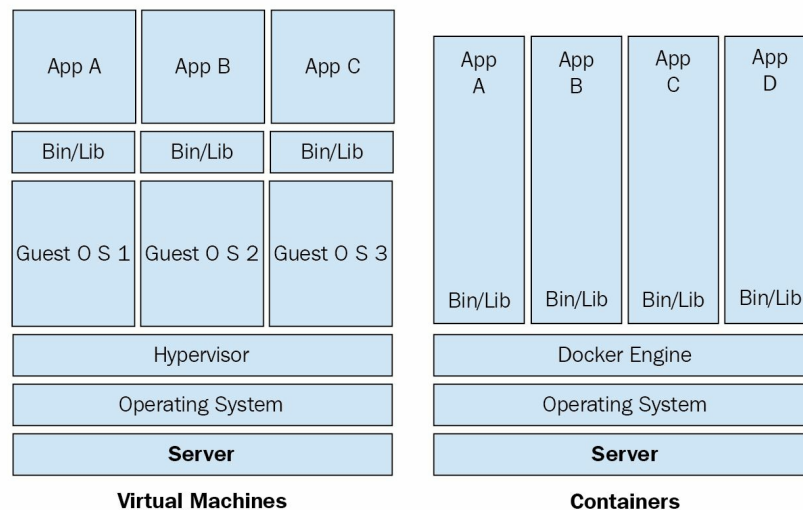 App A
App B
App C
Bin/Lib
Bin/Lib
Bin/Lib
Guest O S 1
Guest O S 2
Guest O S 3
Hypervisor
Operating System
Server
Virtual Machines
App
A
App
B
App
C
App
D
Bin/Lib
Bin/Lib
Bin/Lib
Bin/Lib
Docker Engine
Operating System
Server
Containers